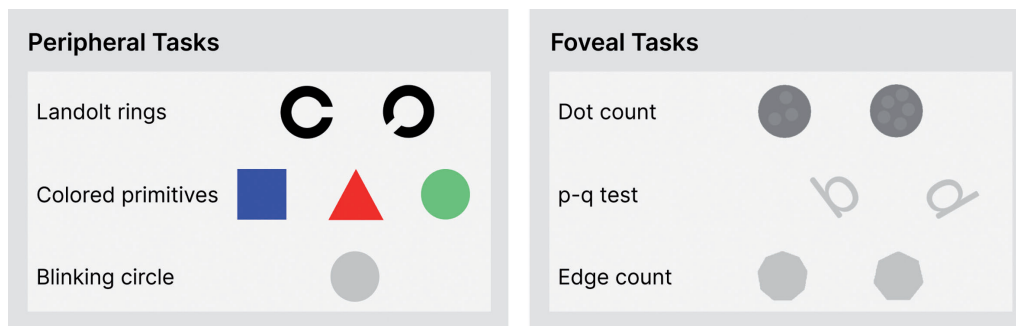 Peripheral Tasks
Landolt rings
Colored primitives
Blinking circle
Foveal Tasks
Dot count
p-q test
Edge count